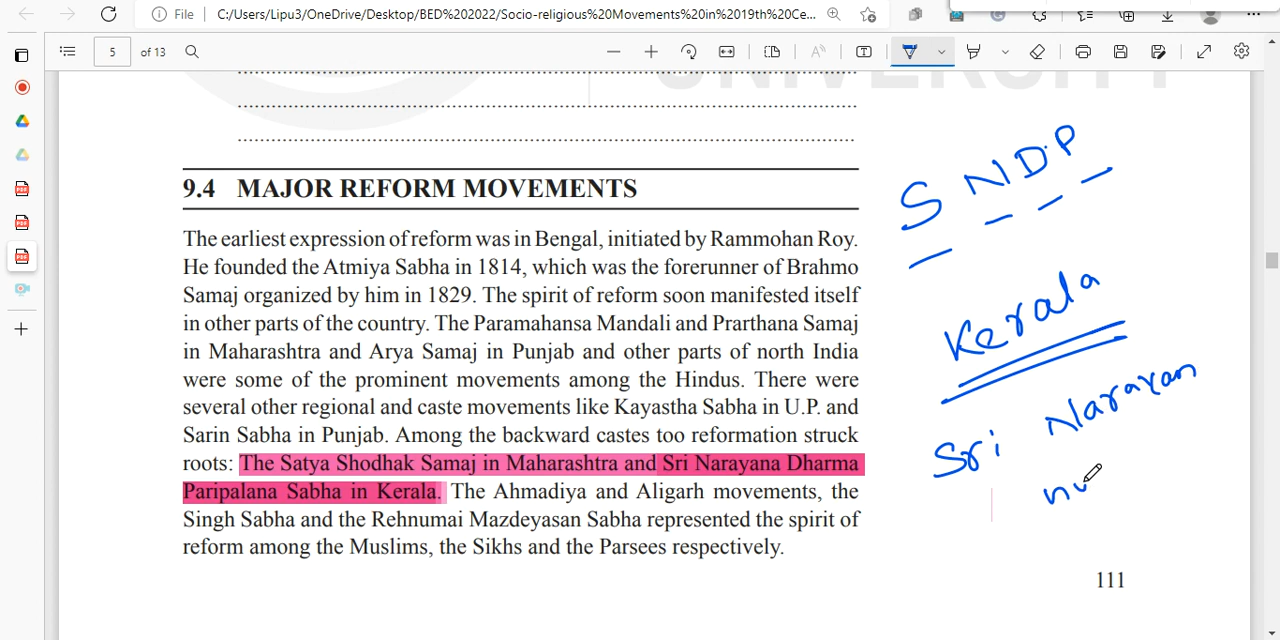 File C:/Users/Lipu3/OneDrive/Desktop/BED%202022/Socio-religious%20Movements%20in%2019th%20Ce...
5 of 13
UNIVERSITY
9.4 MAJOR REFORM MOVEMENTS
The earliest expression of reform was in Bengal, initiated by Rammohan Roy.
He founded the Atmiya Sabha in 1814, which was the forerunner of Brahmo
Samaj organized by him in 1829. The spirit of reform soon manifested itself
in other parts of the country. The Paramahansa Mandali and Prarthana Samaj
in Maharashtra and Arya Samaj in Punjab and other parts of north India
were some of the prominent movements among the Hindus. There were
several other regional and caste movements like Kayastha Sabha in U.P. and
Sarin Sabha in Punjab. Among the backward castes too reformation struck
roots: The Satya Shodhak Samaj in Maharashtra and Sri Narayana Dharma
Paripalana Sabha in Kerala. The Ahmadiya and Aligarh movements, the
Singh Sabha and the Rehnumai Mazdeyasan Sabha represented the spirit of
reform among the Muslims, the Sikhs and the Parsees respectively.
111
SNDP
Kerala
Sri Narayan